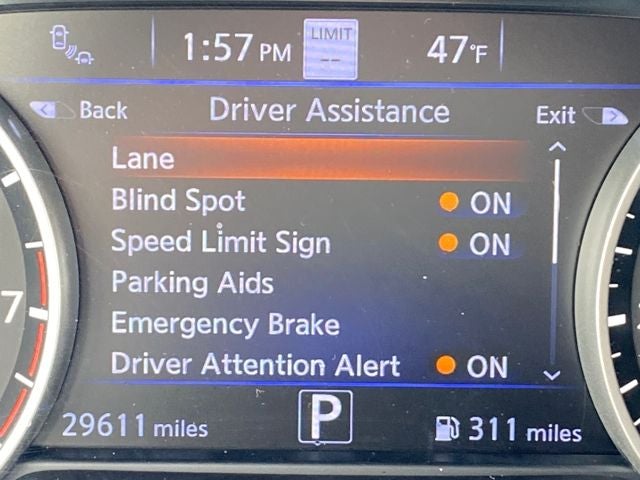 1:57 PM LIMIT -- 47°F
Back Driver Assistance Exit
Lane
Blind Spot ON
Speed Limit Sign ON
Parking Aids
7
Emergency Brake
Driver Attention Alert ON
29611 miles P 311 miles